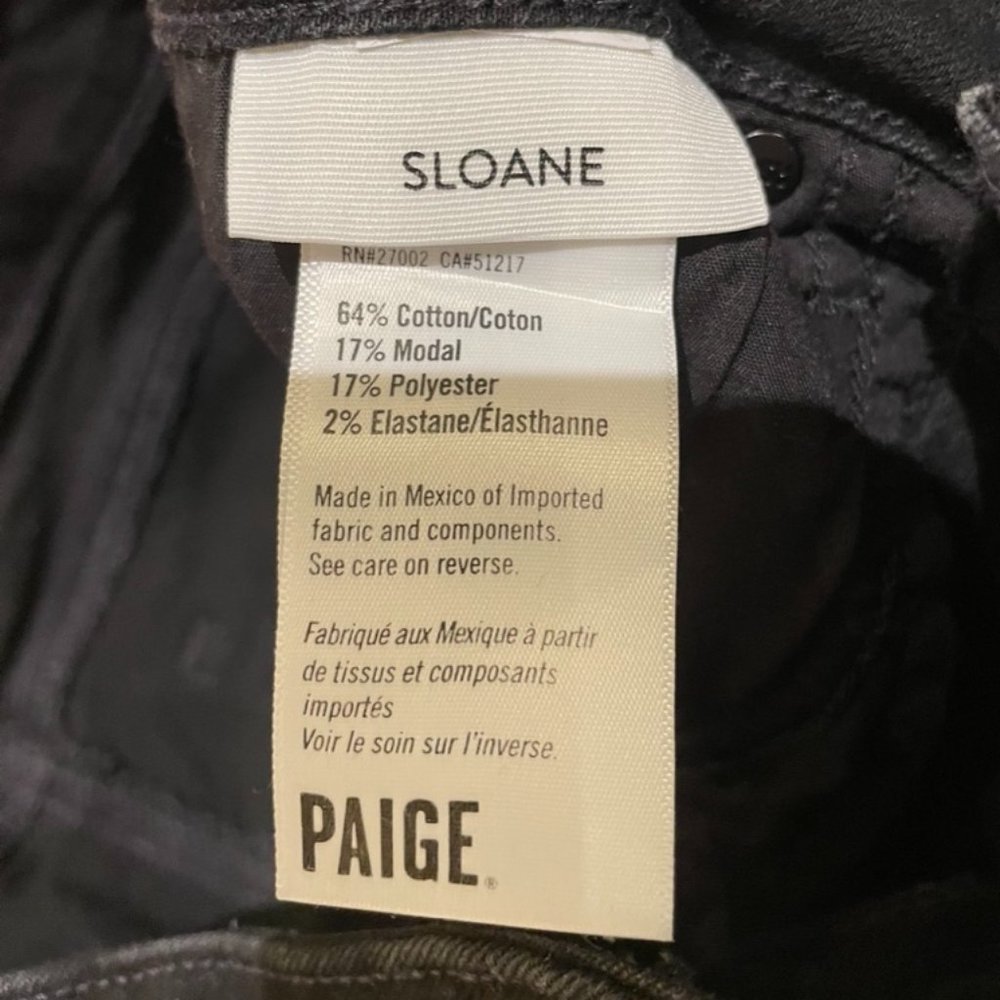 SLOANE
RN#27002 CA#51217
64% Cotton/Coton
17% Modal
17% Polyester
2% Elastane/Élasthanne
Made in Mexico of Imported
fabric and components.
See care on reverse.
Fabriqué aux Mexique à partir
de tissus et composants
importés
Voir le soin sur l'inverse.
PAIGE®